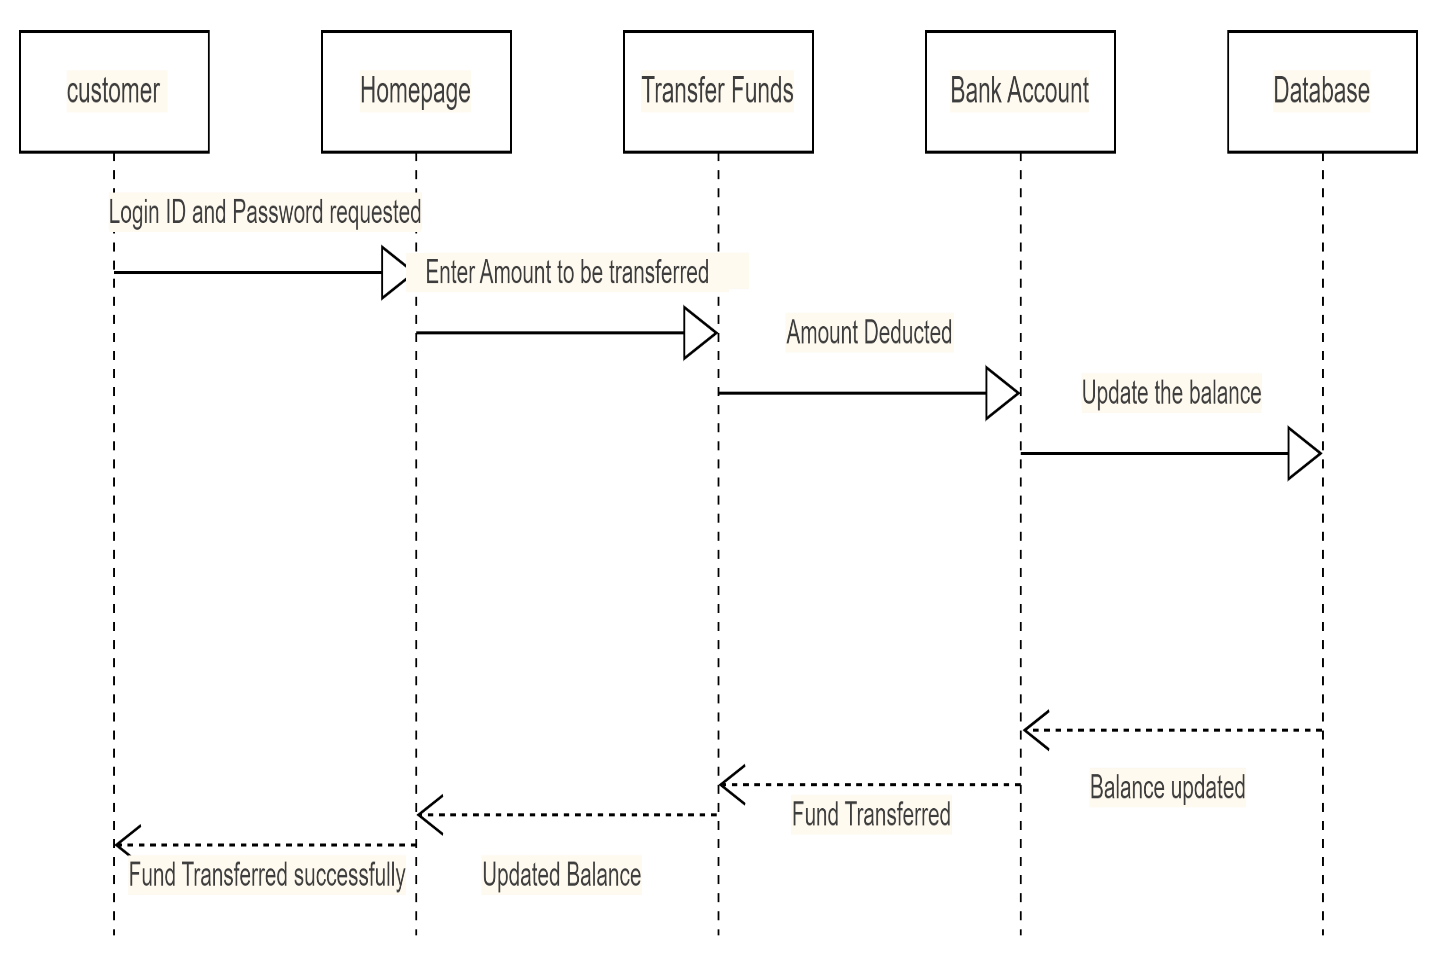 customer
Homepage
Transfer Funds
Bank Account
Database
Login ID and Password requested
Enter Amount to be transferred
Amount Deducted
Update the balance
Balance updated
Fund Transferred
Updated Balance
Fund Transferred successfully